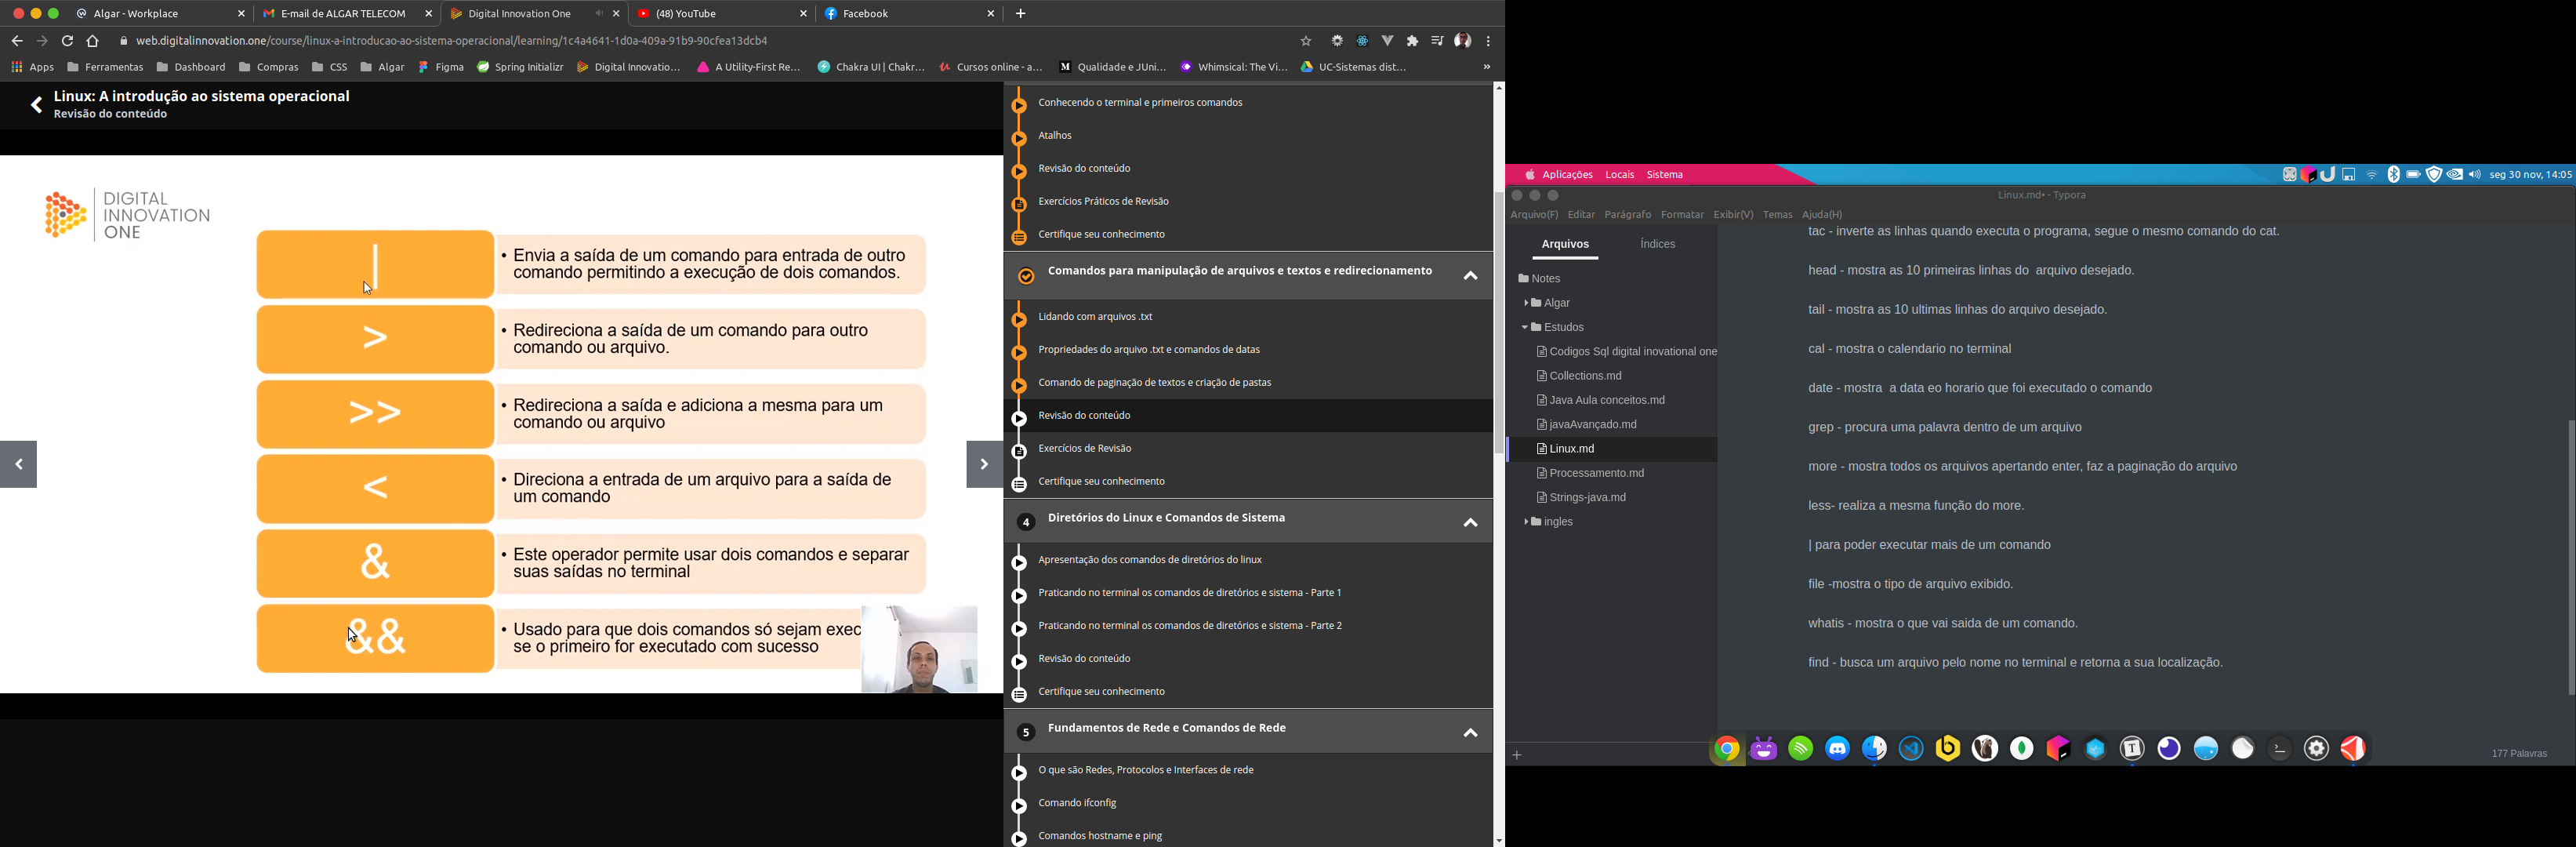 Algar - Workplace
E-mail de ALGAR TELECOM
Digital Innovation One
(48) YouTube
Facebook
web.digitalinnovation.one/course/linux-a-introducao-ao-sistema-operacional/learning/1c4a4641-1d0a-409a-91b9-90cfea13dcb4
Apps
Ferramentas
Dashboard
Compras
CSS
Algar
Figma
Spring Initializr
Digital Innovatio...
A Utility-First Re...
Chakra UI | Chakr...
Cursos online - a...
Qualidade e JUni...
Whimsical: The Vi...
UC-Sistemas dist...
»
Linux: A introdução ao sistema operacional
Revisão do conteúdo
DIGITAL
INNOVATION
ONE
|
• Envia a saída de um comando para entrada de outro
comando permitindo a execução de dois comandos.
>
• Redireciona a saída de um comando para outro
comando ou arquivo.
>>
• Redireciona a saída e adiciona a mesma para um
comando ou arquivo
<
• Direciona a entrada de um arquivo para a saída de
um comando
&
• Este operador permite usar dois comandos e separar
suas saídas no terminal
&&
• Usado para que dois comandos só sejam exec
se o primeiro for executado com sucesso
Conhecendo o terminal e primeiros comandos
Atalhos
Revisão do conteúdo
Exercícios Práticos de Revisão
Certifique seu conhecimento
Comandos para manipulação de arquivos e textos e redirecionamento
Lidando com arquivos .txt
Propriedades do arquivo .txt e comandos de datas
Comando de paginação de textos e criação de pastas
Revisão do conteúdo
Exercícios de Revisão
Certifique seu conhecimento
4 Diretórios do Linux e Comandos de Sistema
Apresentação dos comandos de diretórios do linux
Praticando no terminal os comandos de diretórios e sistema - Parte 1
Praticando no terminal os comandos de diretórios e sistema - Parte 2
Revisão do conteúdo
Certifique seu conhecimento
5 Fundamentos de Rede e Comandos de Rede
O que são Redes, Protocolos e Interfaces de rede
Comando ifconfig
Comandos hostname e ping
Aplicações Locais Sistema
seg 30 nov, 14:05
Linux.md• - Typora
Arquivo(F) Editar Parágrafo Formatar Exibir(V) Temas Ajuda(H)
Arquivos
Índices
Notes
Algar
Estudos
Codigos Sql digital inovational one
Collections.md
Java Aula conceitos.md
javaAvançado.md
Linux.md
Processamento.md
Strings-java.md
ingles
tac - inverte as linhas quando executa o programa, segue o mesmo comando do cat.
head - mostra as 10 primeiras linhas do  arquivo desejado.
tail - mostra as 10 ultimas linhas do arquivo desejado.
cal - mostra o calendario no terminal
date - mostra  a data eo horario que foi executado o comando
grep - procura uma palavra dentro de um arquivo
more - mostra todos os arquivos apertando enter, faz a paginação do arquivo
less- realiza a mesma função do more.
| para poder executar mais de um comando
file -mostra o tipo de arquivo exibido.
whatis - mostra o que vai saida de um comando.
find - busca um arquivo pelo nome no terminal e retorna a sua localização.
177 Palavras